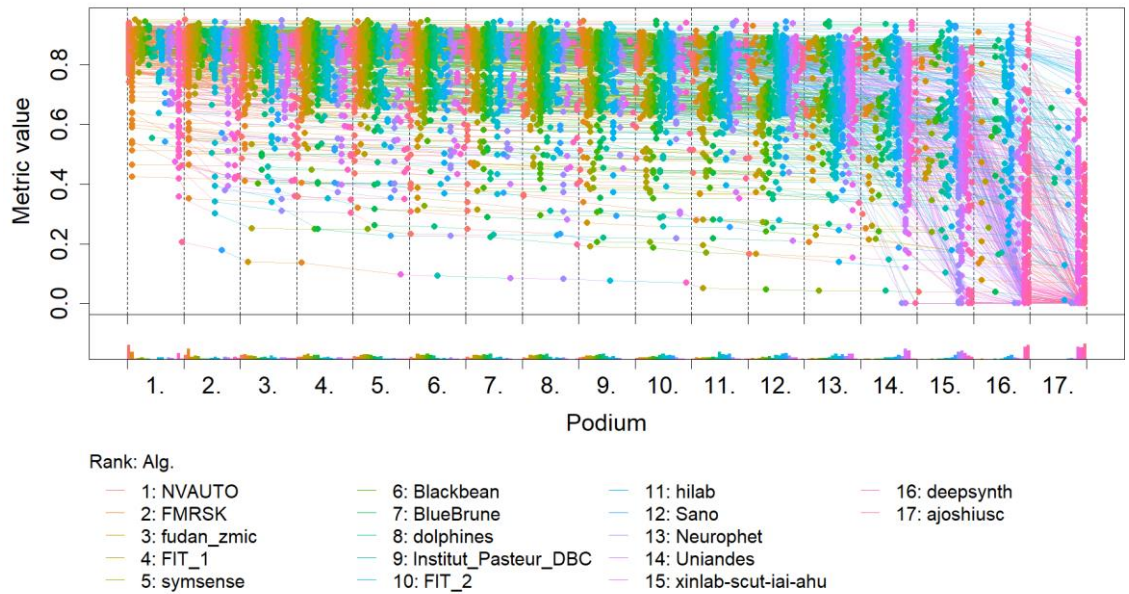 Metric value
0.8
0.6
0.4
0.2
0.0
1. 2. 3. 4. 5. 6. 7. 8. 9. 10. 11. 12. 13. 14. 15. 16. 17.
Podium
Rank: Alg.
1: NVAUTO
2: FMRSK
3: fudan_zmic
4: FIT_1
5: symsense
6: Blackbean
7: BlueBrune
8: dolphines
9: Institut_Pasteur_DBC
10: FIT_2
11: hilab
12: Sano
13: Neurophet
14: Uniandes
15: xinlab-scut-iai-ahu
16: deepsynth
17: ajoshiusc